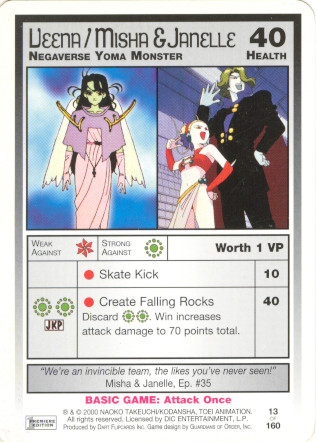 Veena/Misha & Janelle
40
Negaverse Yoma Monster
Health
Weak Against
Strong Against
Worth 1 VP
Skate Kick
10
Create Falling Rocks
40
Discard . Win increases
attack damage to 70 points total.
JKP
"We're an invincible team, the likes you've never seen!"
Misha & Janelle, Ep. #35
BASIC GAME: Attack Once
PREMIERE
EDITION
® & © 2000 NAOKO TAKEUCHI/KODANSHA, TOEI ANIMATION.
All rights reserved. Licensed by DIC ENTERTAINMENT, L.P.
Produced by Dart Flipcards Inc. Game design by Guardians of Order, Inc.
13
OF
160